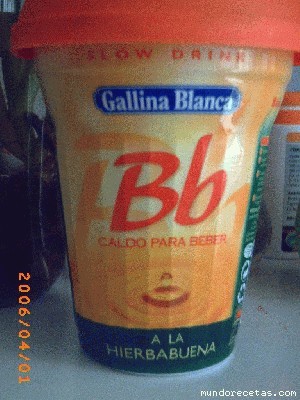 SLOW DRINK
Gallina Blanca
Bb
CALDO PARA BEBER
A LA
HIERBABUENA
2006/04/01
mundorecetas.com